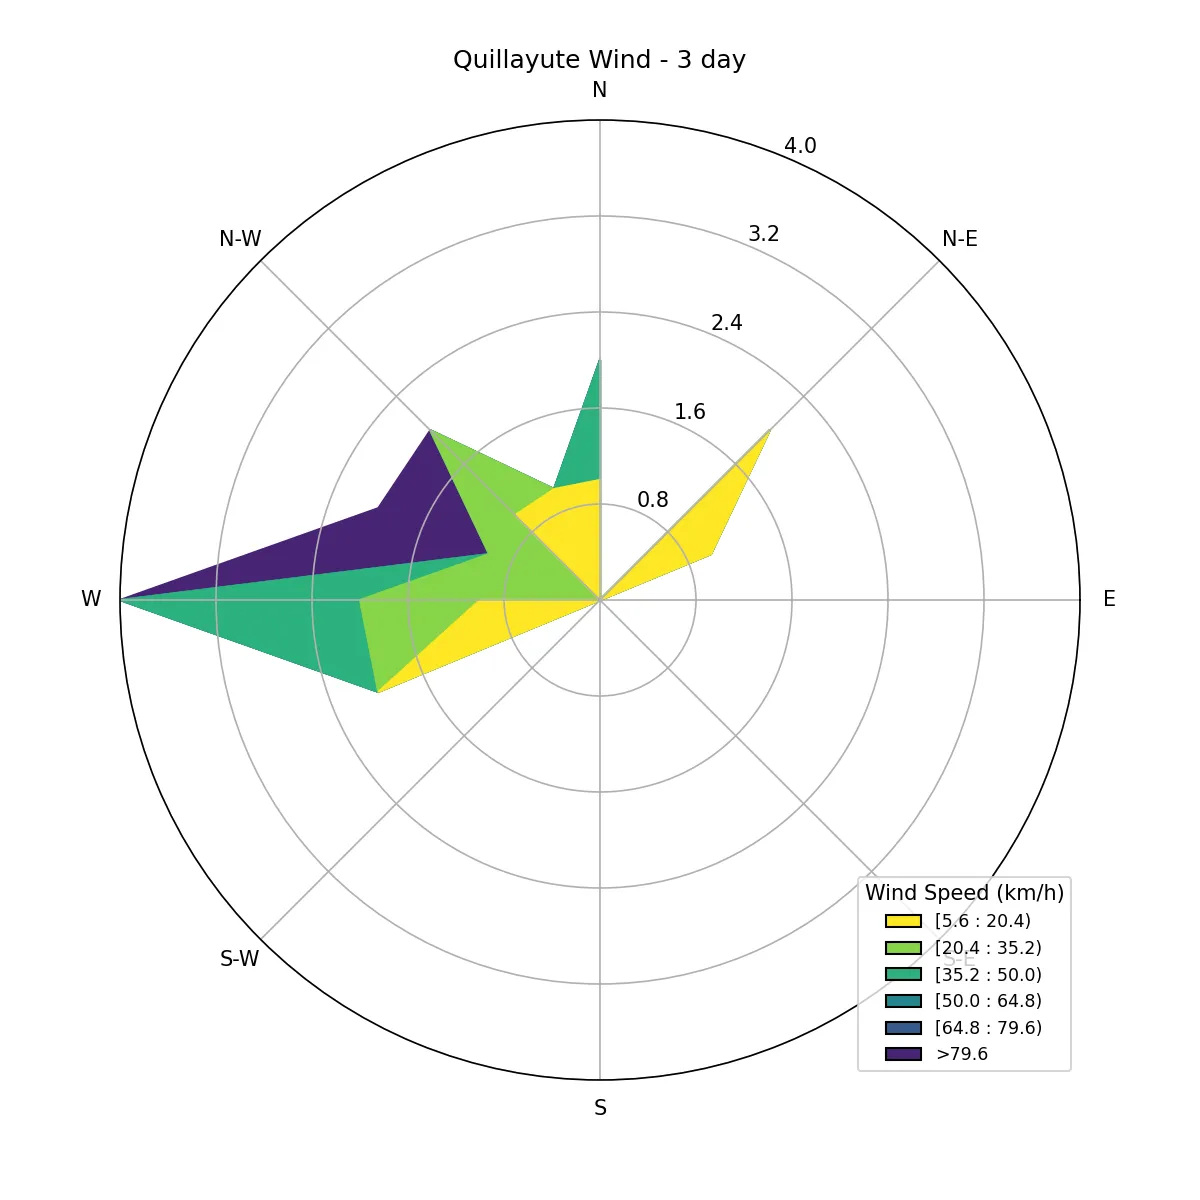 Quillayute Wind - 3 day
N
4.0
N-W
3.2
N-E
2.4
1.6
0.8
W
E
S-W
S-E
S
Wind Speed (km/h)
[5.6 : 20.4)
[20.4 : 35.2)
[35.2 : 50.0)
[50.0 : 64.8)
[64.8 : 79.6)
>79.6